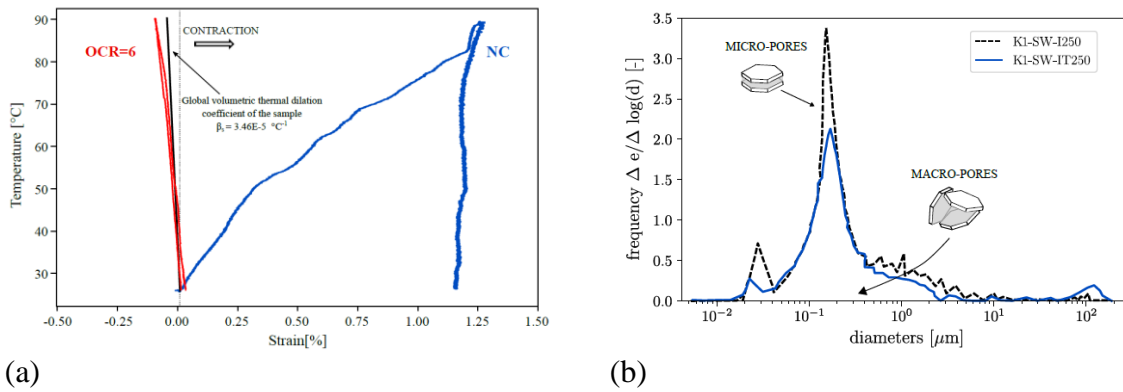 90
80
70
60
50
40
30
Temperature [°C]
CONTRACTION
OCR=6
NC
Global volumetric thermal dilation
coefficient of the sample
βs = 3.46E-5 °C-1
-0.50 -0.25 0.00 0.25 0.50 0.75 1.00 1.25 1.50
Strain[%]
(a)
3.5
3.0
2.5
2.0
1.5
1.0
0.5
0.0
frequency Δ e/Δ log(d) [-]
K1-SW-I250
K1-SW-IT250
MICRO-PORES
MACRO-PORES
10−2 10−1 100 101 102
diameters [μm]
(b)